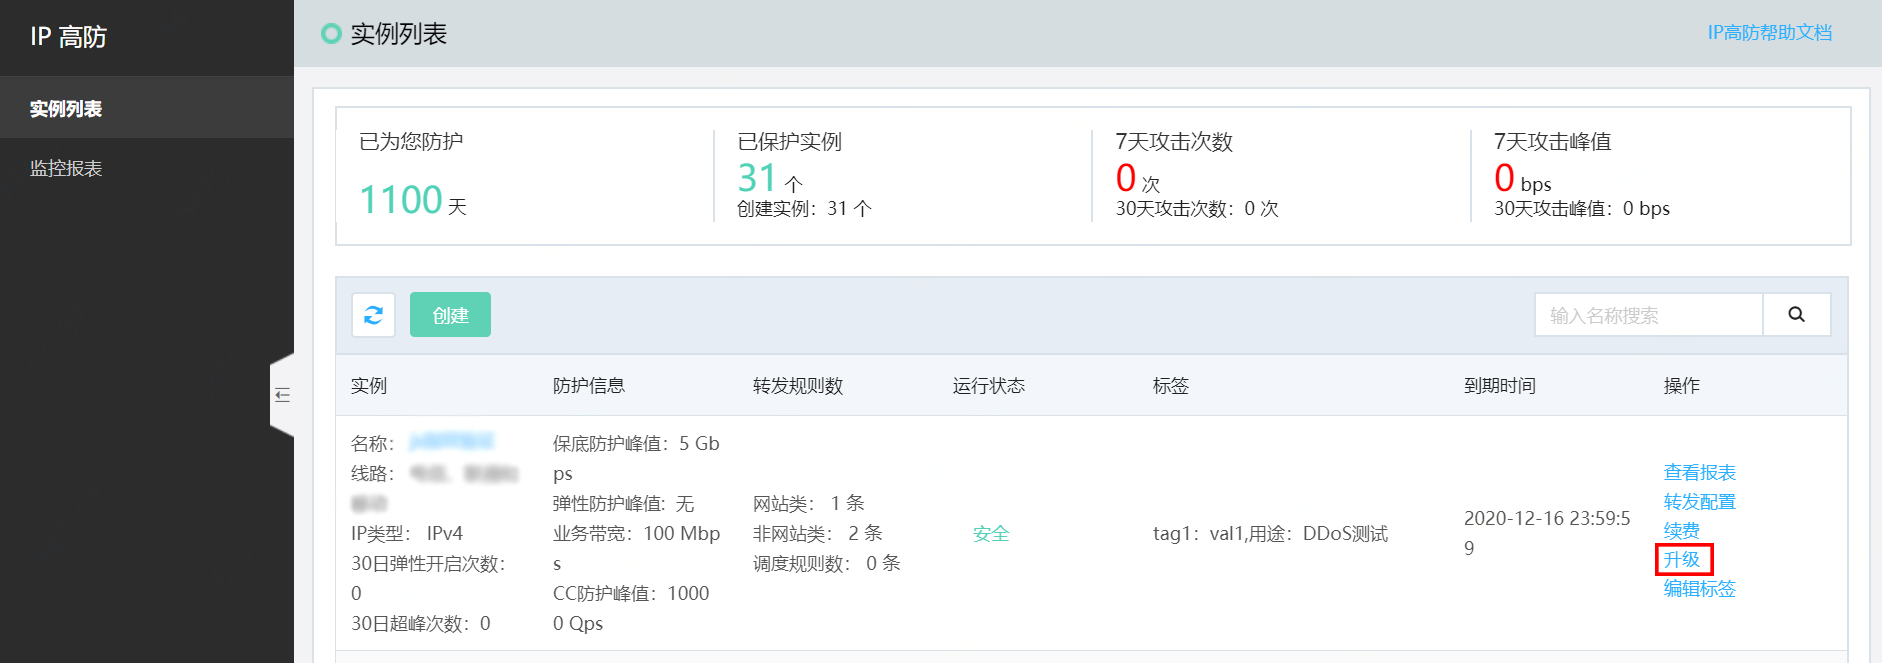 IP 高防
实例列表
监控报表
实例列表
IP高防帮助文档
已为您防护
1100 天
已保护实例
31 个
创建实例：31 个
7天攻击次数
0 次
30天攻击次数：0 次
7天攻击峰值
0 bps
30天攻击峰值：0 bps
创建
输入名称搜索
实例
防护信息
转发规则数
运行状态
标签
到期时间
操作
名称：
线路：
IP类型： IPv4
30日弹性开启次数：
0
30日超峰次数：0
保底防护峰值：5 Gb
ps
弹性防护峰值: 无
业务带宽：100 Mbp
s
CC防护峰值：1000
0 Qps
网站类： 1 条
非网站类： 2 条
调度规则数： 0 条
安全
tag1：val1,用途：DDoS测试
2020-12-16 23:59:5
9
查看报表
转发配置
续费
升级
编辑标签